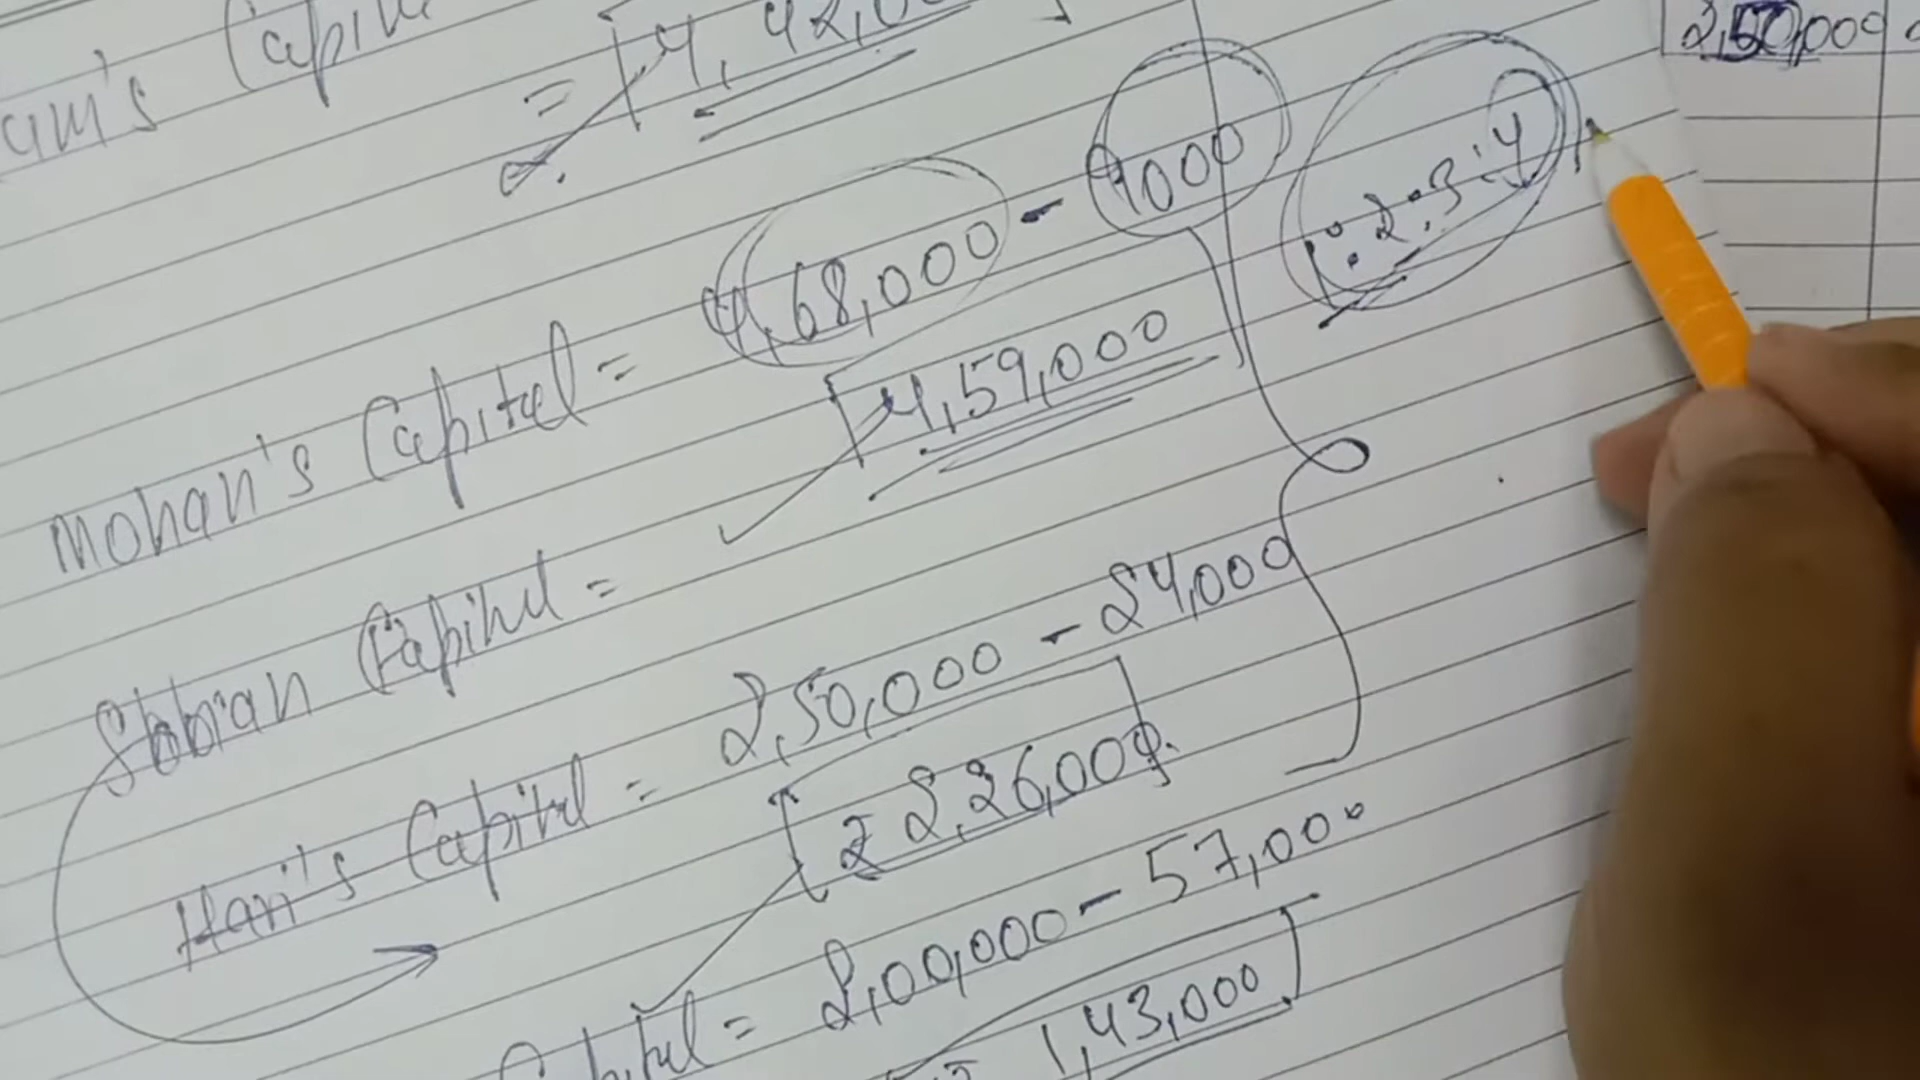 am's Capital
= 4,42,0
2,50,000
Mohan's Capital = 4,68,000 - 9000
1:2:3:4
4,59,000
Capital =
Hari's Capital = 2,50,000 - 24,000
₹ 2,26,000
Capital = 2,00,000 - 57,000
1,43,000